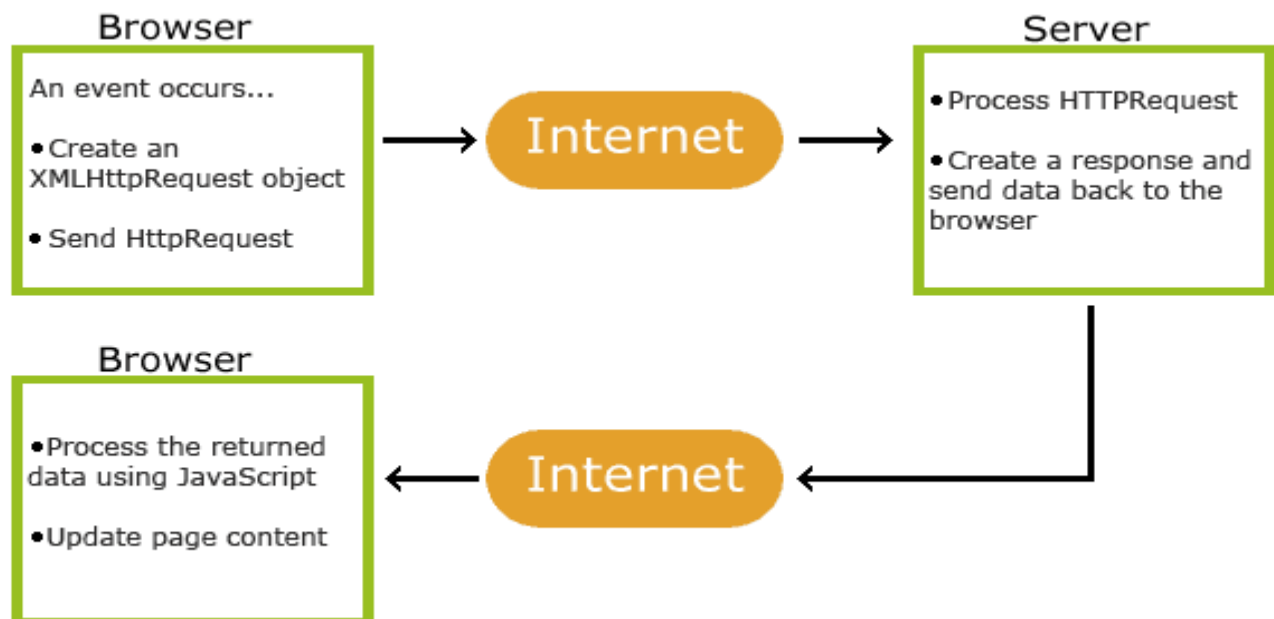 Browser
An event occurs...
•Create an
XMLHttpRequest object
• Send HttpRequest
Internet
Server
•Process HTTPRequest
•Create a response and
send data back to the
browser
Browser
•Process the returned
data using JavaScript
•Update page content
Internet